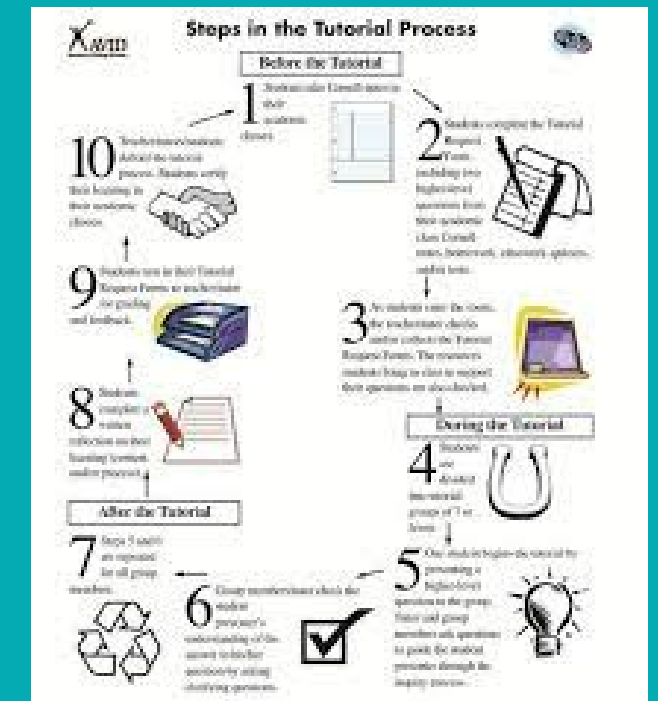 AVID
Steps in the Tutorial Process
Before the Tutorial
1 Students take Cornell notes in
their
academic
classes.
2 Students complete the Tutorial
Request
Form,
including two
higher-level
questions from
their academic
class Cornell
notes, homework, classwork, quizzes,
and/or tests.
3 As students enter the room,
the teacher/tutor checks
and/or collects the Tutorial
Request Forms. The resources
students bring to class to support
their questions are also checked.
During the Tutorial
4 Students
are
divided
into tutorial
groups of 7 or
fewer.
5 One student begins the tutorial by
presenting a
higher-level
question to the group.
Tutor and group
members ask questions
to guide the student
presenter through the
inquiry process.
6 Group members/tutor check the
student
presenter's
understanding of the
answer to his/her
question by asking
clarifying questions.
7 Steps 5 and 6
are repeated
for all group
members.
After the Tutorial
8 Students
complete a
written
reflection on their
learning (content
and/or process).
9 Students turn in their Tutorial
Request Forms to teacher/tutor
for grading
and feedback.
10 Teacher/tutors/students
debrief the tutorial
process. Students verify
their learning in
their academic
classes.